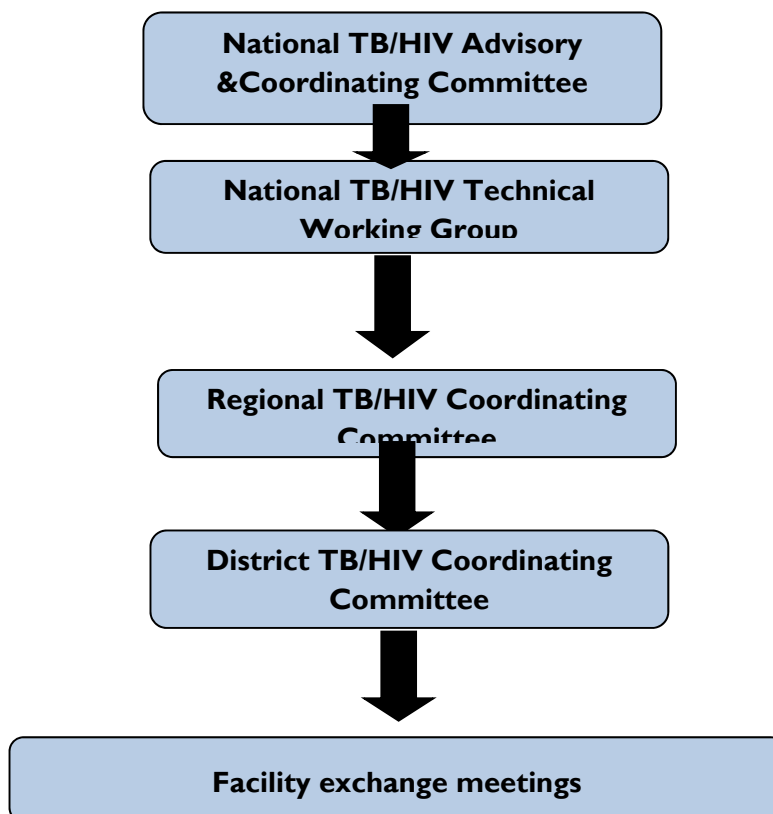 National TB/HIV Advisory
&Coordinating Committee
National TB/HIV Technical
Working Group
Regional TB/HIV Coordinating
Committee
District TB/HIV Coordinating
Committee
Facility exchange meetings